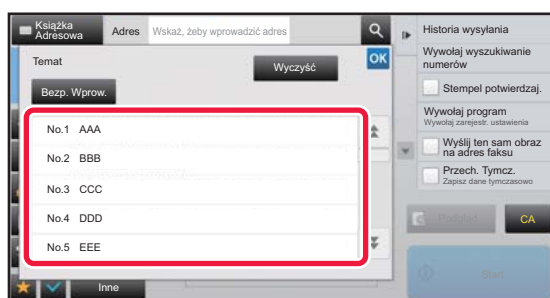 Książka
Adresowa
Adres
Wskaż, żeby wprowadzić adres
Temat
Wyczyść
OK
Bezp. Wprow.
No.1 AAA
No.2 BBB
No.3 CCC
No.4 DDD
No.5 EEE
Inne
Historia wysyłania
Wywołaj wyszukiwanie
numerów
Stempel potwierdzaj.
Wywołaj program
Wywołaj zarejestr. ustawienia
Wyślij ten sam obraz
na adres faksu
Przech. Tymcz.
Zapisz dane tymczasowo
Podgląd
CA
Start